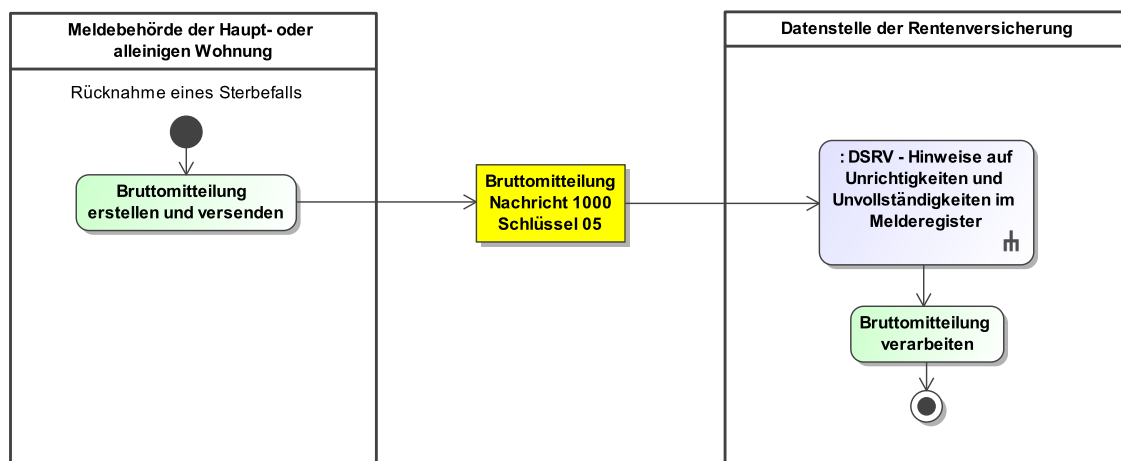 Meldebehörde der Haupt- oder
alleinigen Wohnung
Rücknahme eines Sterbefalls
Bruttomitteilung
erstellen und versenden
Bruttomitteilung
Nachricht 1000
Schlüssel 05
Datenstelle der Rentenversicherung
: DSRV - Hinweise auf
Unrichtigkeiten und
Unvollständigkeiten im
Melderegister
Bruttomitteilung
verarbeiten